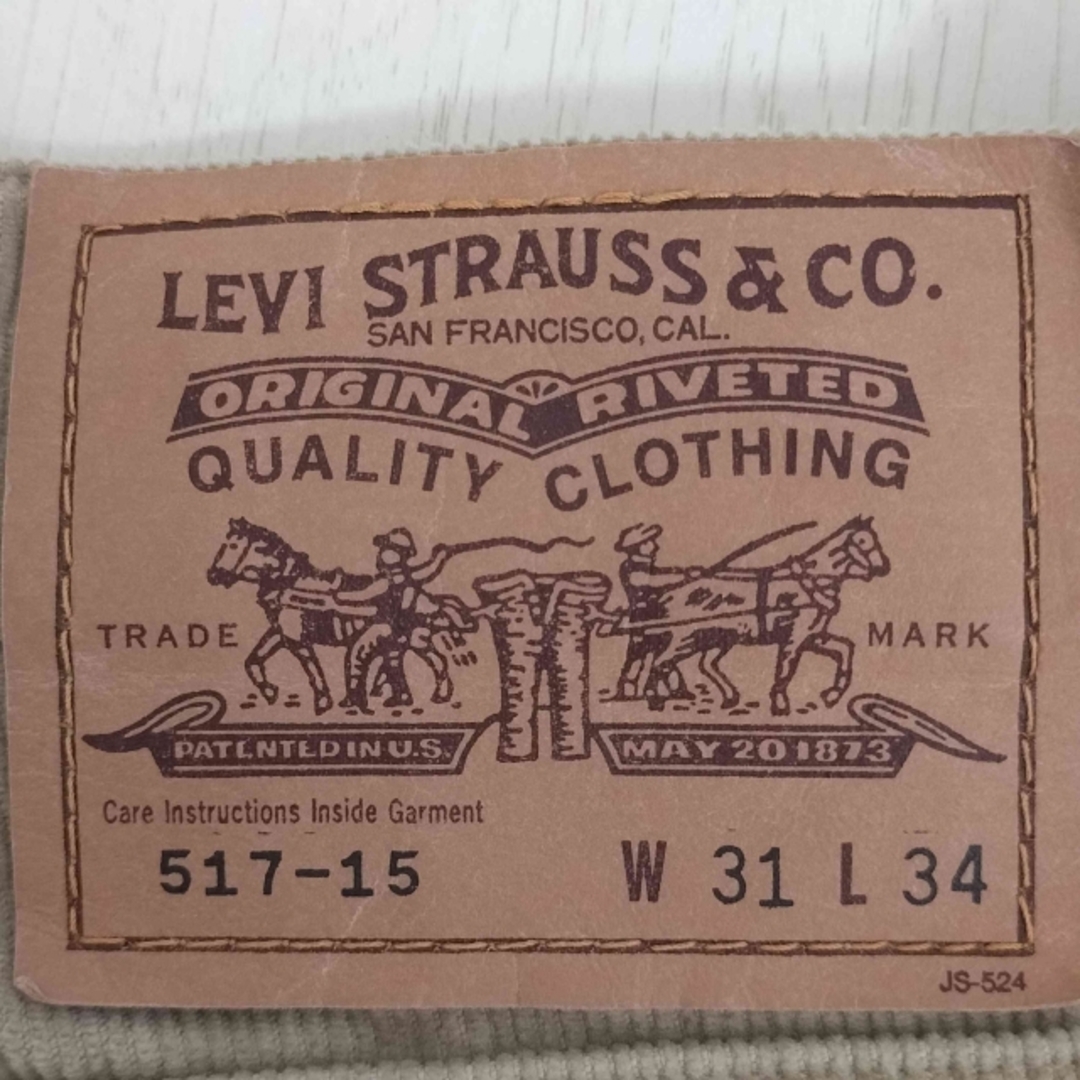 LEVI STRAUSS & CO.
SAN FRANCISCO, CAL.
ORIGINAL RIVETED
QUALITY CLOTHING
TRADE MARK
PATENTED IN U.S. MAY 20 1873
Care Instructions Inside Garment
517-15 W 31 L 34
JS-524